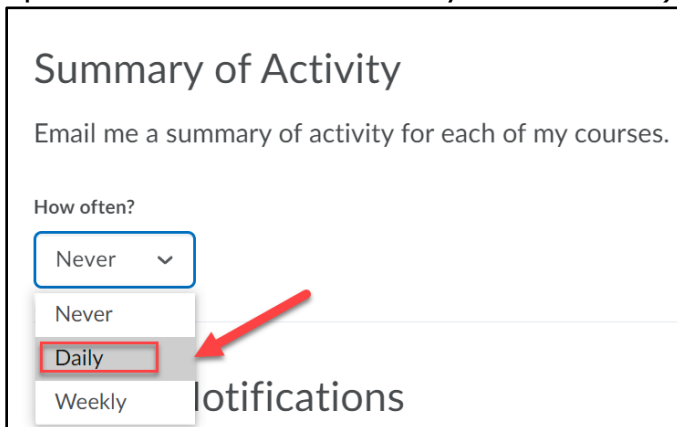 Summary of Activity
Email me a summary of activity for each of my courses.
How often?
Never
Never
Daily
Weekly
lotifications